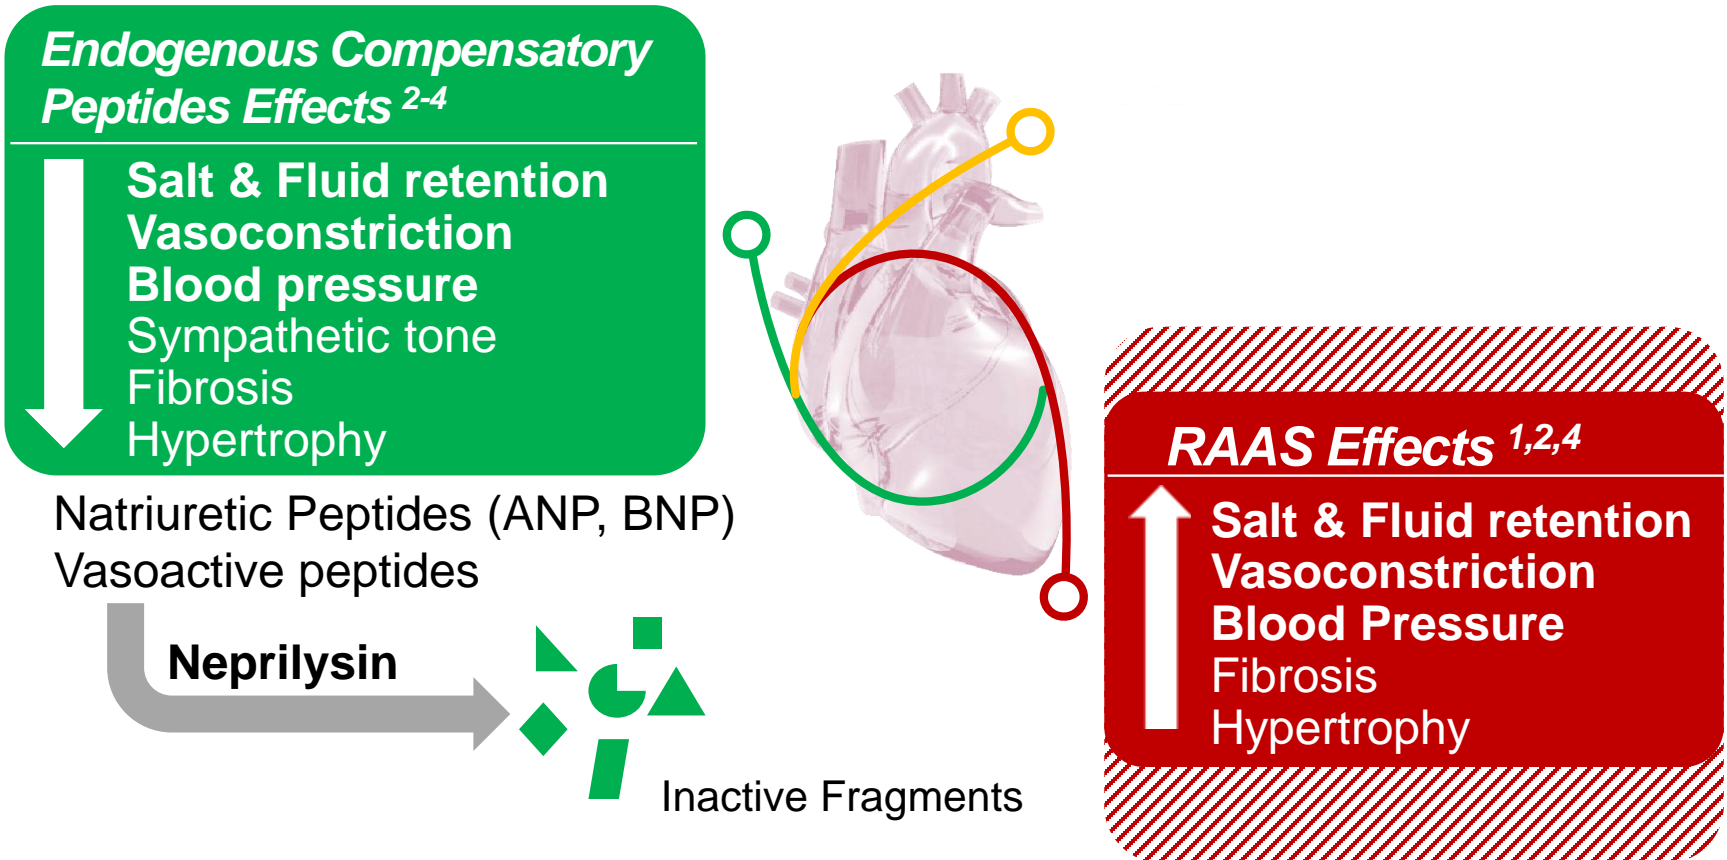 Endogenous Compensatory
Peptides Effects 2-4
Salt & Fluid retention
Vasoconstriction
Blood pressure
Sympathetic tone
Fibrosis
Hypertrophy
Natriuretic Peptides (ANP, BNP)
Vasoactive peptides
Neprilysin
Inactive Fragments
RAAS Effects 1,2,4
Salt & Fluid retention
Vasoconstriction
Blood Pressure
Fibrosis
Hypertrophy